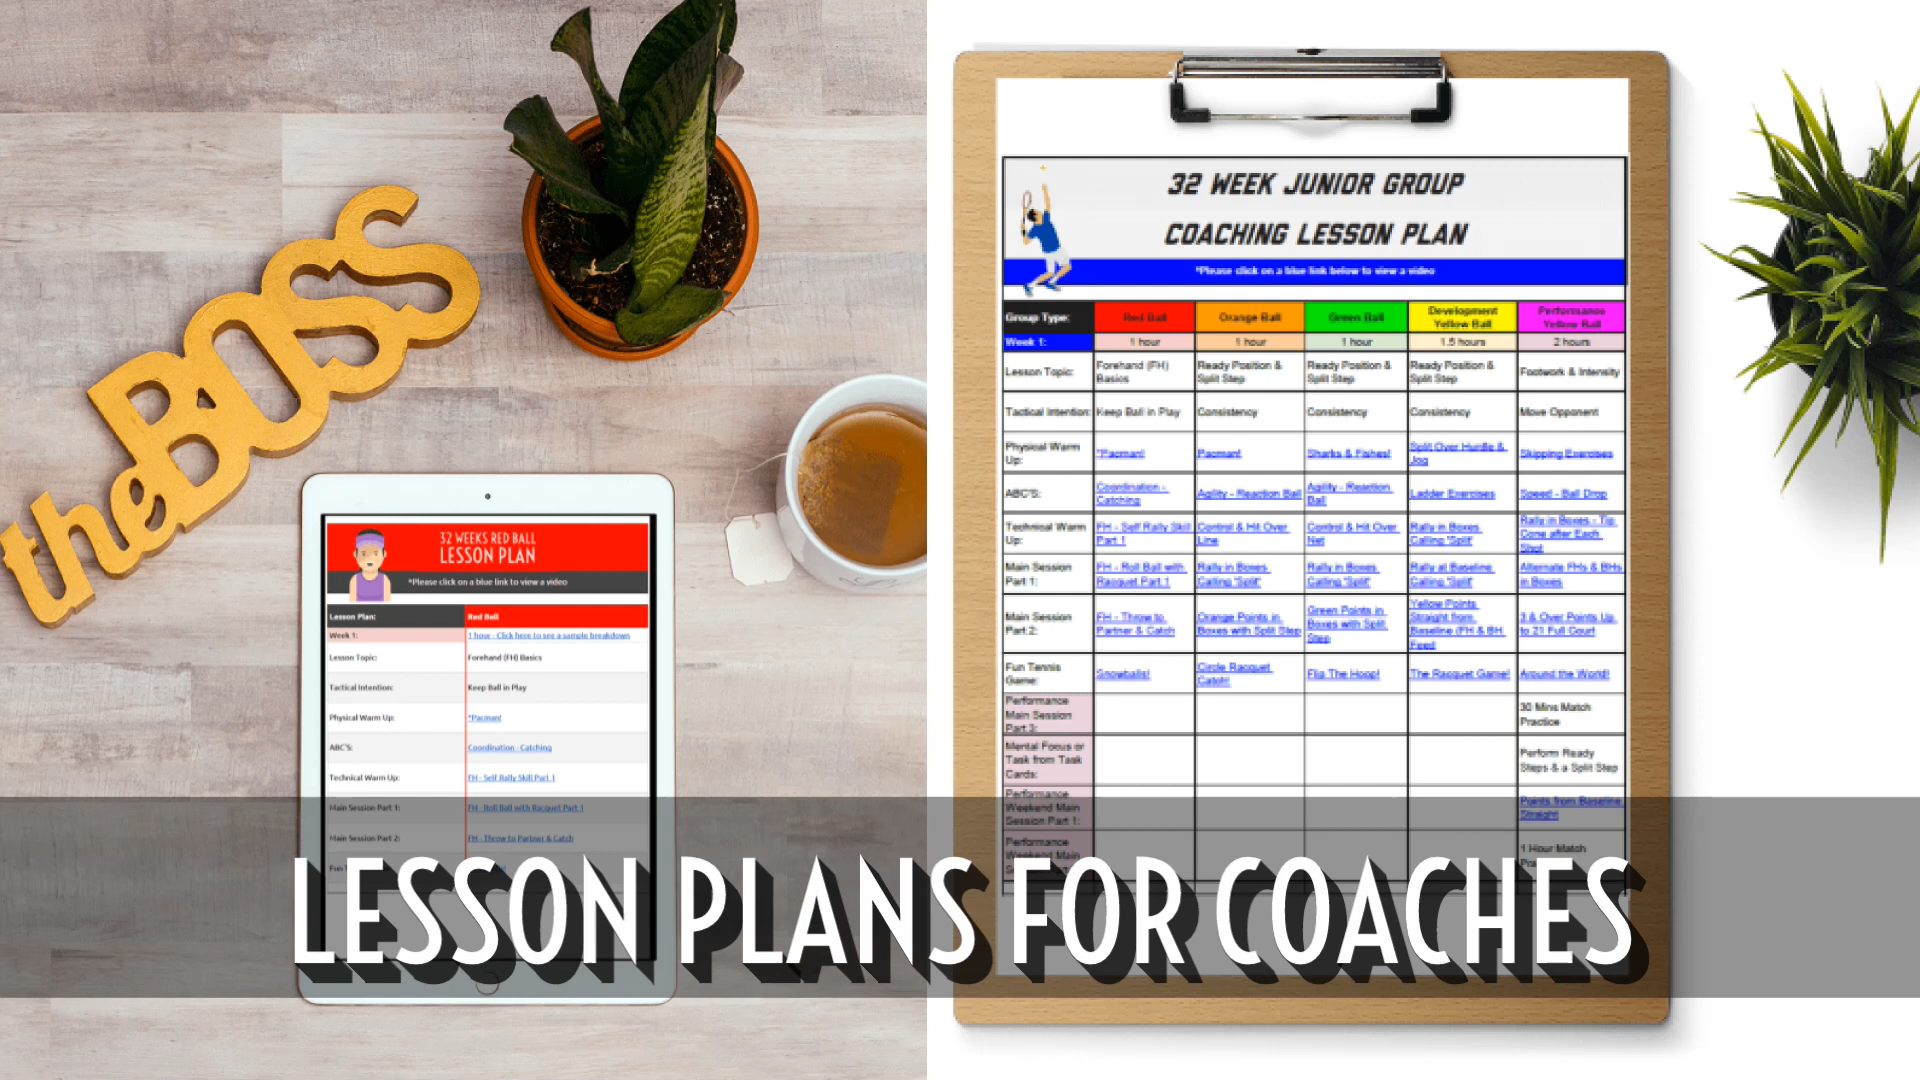 the BOSS
32 WEEKS RED BALL
LESSON PLAN
*Please click on a blue link to view a video
Lesson Plan: Red Ball
Week 1: 1 hour - Click here to see a sample breakdown
Lesson Topic: Forehand (FH) Basics
Tactical Intention: Keep Ball in Play
Physical Warm Up: *Pacman!
ABC'S: Coordination - Catching
Technical Warm Up: FH - Self Rally Skill Part 1
Main Session Part 1: FH - Roll Ball with Racquet Part 1
Main Session Part 2: FH - Throw to Partner & Catch
32 WEEK JUNIOR GROUP
COACHING LESSON PLAN
*Please click on a blue link below to view a video
Group Type: Red Ball Orange Ball Green Ball Development Yellow Ball Performance Yellow Ball
Week 1: 1 hour 1 hour 1 hour 1.5 hours 2 hours
Lesson Topic: Forehand (FH) Basics Ready Position & Split Step Ready Position & Split Step Ready Position & Split Step Footwork & Intensity
Tactical Intention: Keep Ball in Play Consistency Consistency Consistency Move Opponent
Physical Warm Up: *Pacman! Pacman! Sharks & Fishes! Split Over Hurdle & Jog Skipping Exercises
ABC'S: Coordination - Catching Agility - Reaction Ball Agility - Reaction Ball Ladder Exercises Speed - Ball Drop
Technical Warm Up: FH - Self Rally Skill Part 1 Control & Hit Over Line Control & Hit Over Net Rally in Boxes Calling 'Split' Rally in Boxes - Tip Cone after Each Shot
Main Session Part 1: FH - Roll Ball with Racquet Part 1 Rally in Boxes Calling 'Split' Rally in Boxes Calling 'Split' Rally at Baseline Calling 'Split' Alternate FHs & BHs in Boxes
Main Session Part 2: FH - Throw to Partner & Catch Orange Points in Boxes with Split Step Green Points in Boxes with Split Step Yellow Points Straight from Baseline (FH & BH Feed 3 & Over Points Up to 21 Full Court
Fun Tennis Game: Snowballs! Circle Racquet Catch! Flip The Hoop! The Racquet Game! Around the World!
Performance Main Session Part 3: 30 Mins Match Practice
Mental Focus or Task from Task Cards: Perform Ready Steps & a Split Step
Performance Weekend Main Session Part 1: Points from Baseline Straight
Performance Weekend Main 1 Hour Match
LESSON PLANS FOR COACHES